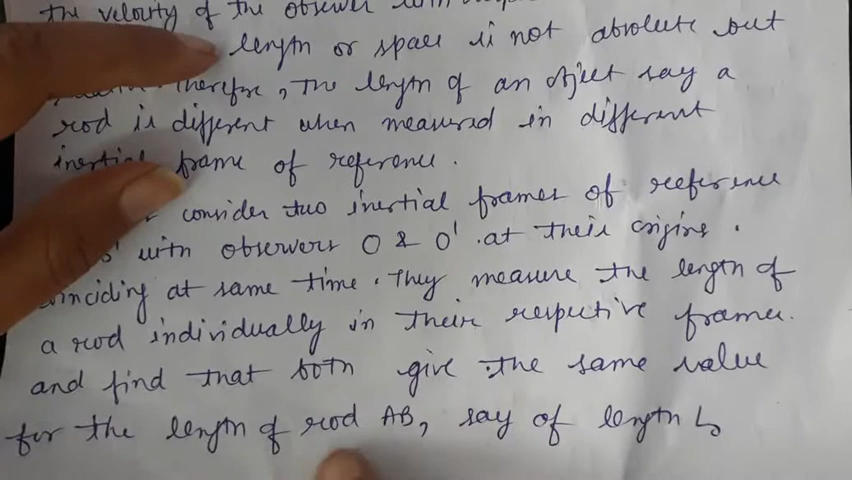 the velocity of the observer with
length or space is not absolute but
Therefore, the length of an object say a
rod is different when measured in different
inertial frame of reference.
consider two inertial frames of reference
with observers O & O' at their origins.
coinciding at same time. They measure the length of
a rod individually in their respective frames.
and find that both give the same value
for the length of rod AB, say of length L₀